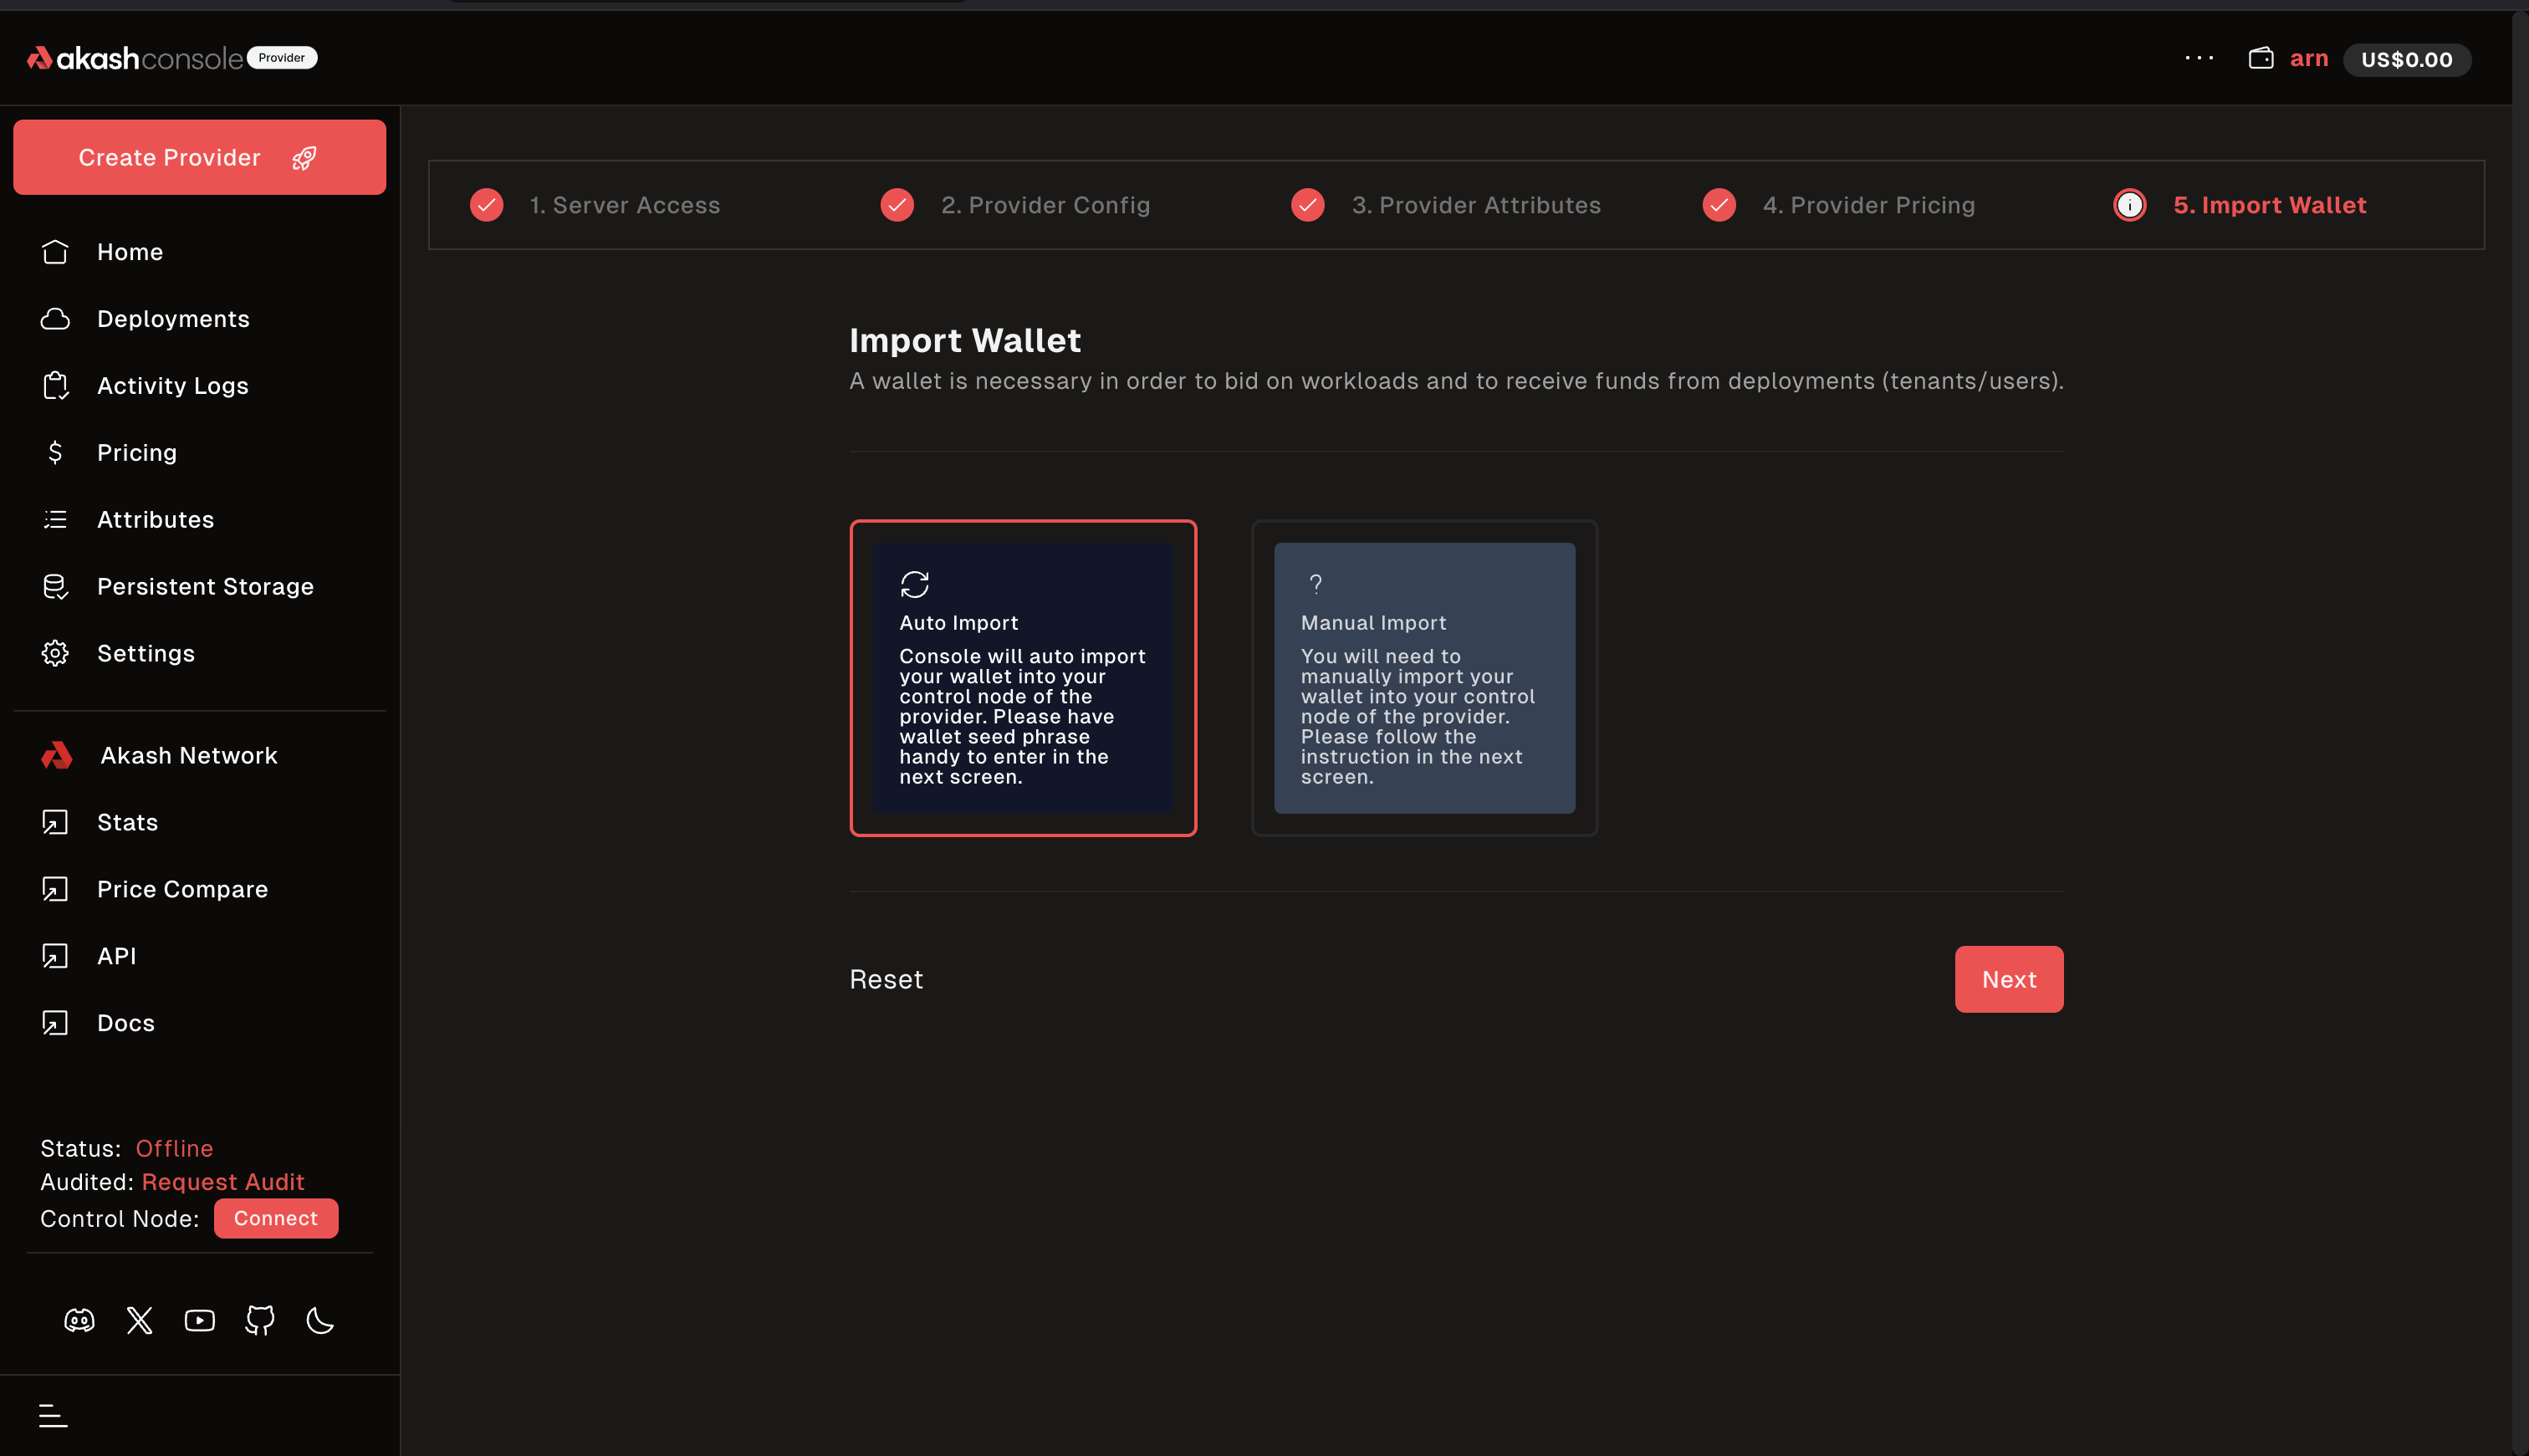 akashconsole Provider
... arn US$0.00
Create Provider
Home
Deployments
Activity Logs
Pricing
Attributes
Persistent Storage
Settings
Akash Network
Stats
Price Compare
API
Docs
Status: Offline
Audited: Request Audit
Control Node: Connect
1. Server Access
2. Provider Config
3. Provider Attributes
4. Provider Pricing
5. Import Wallet
Import Wallet
A wallet is necessary in order to bid on workloads and to receive funds from deployments (tenants/users).
Auto Import
Console will auto import
your wallet into your
control node of the
provider. Please have
wallet seed phrase
handy to enter in the
next screen.
?
Manual Import
You will need to
manually import your
wallet into your control
node of the provider.
Please follow the
instruction in the next
screen.
Reset
Next